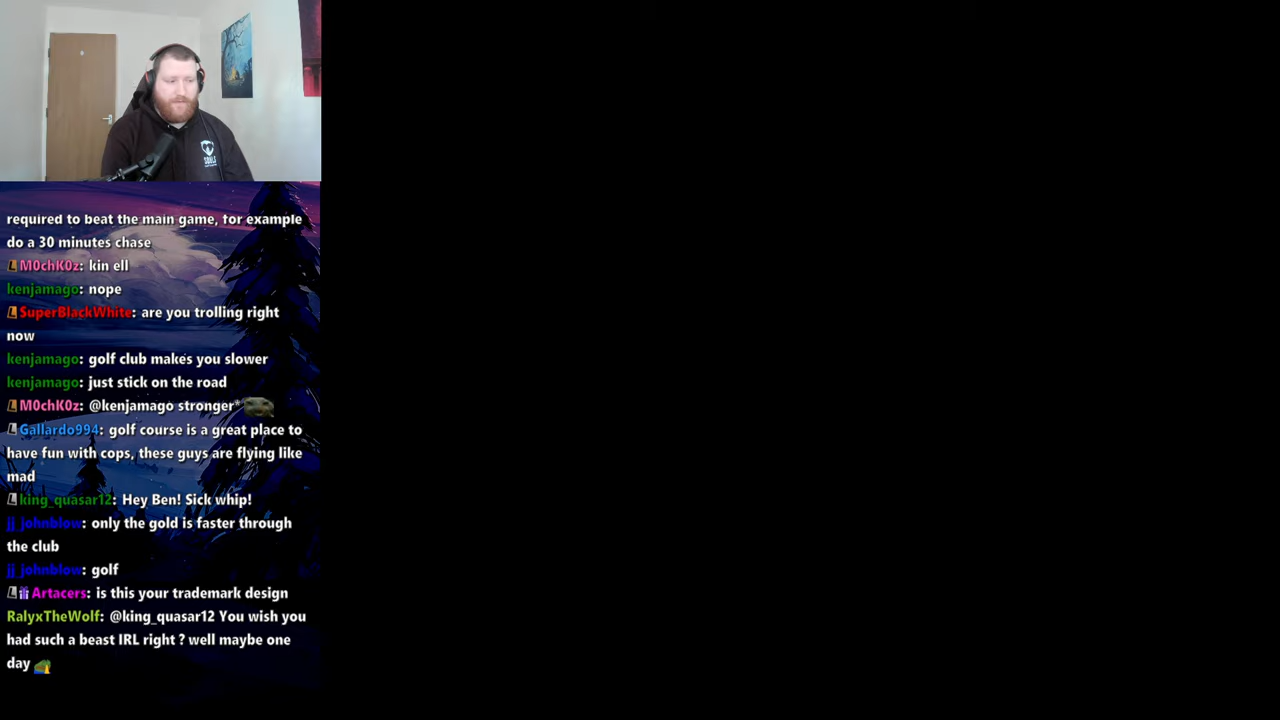 SOULS
required to beat the main game, for example
do a 30 minutes chase
M0chK0z: kin ell
kenjamago: nope
SuperBlackWhite: are you trolling right
now
kenjamago: golf club makes you slower
kenjamago: just stick on the road
M0chK0z: @kenjamago stronger*
Gallardo994: golf course is a great place to
have fun with cops, these guys are flying like
mad
king_quasar12: Hey Ben! Sick whip!
jj_johnblow: only the gold is faster through
the club
jj_johnblow: golf
Artacers: is this your trademark design
RalyxTheWolf: @king_quasar12 You wish you
had such a beast IRL right ? well maybe one
day